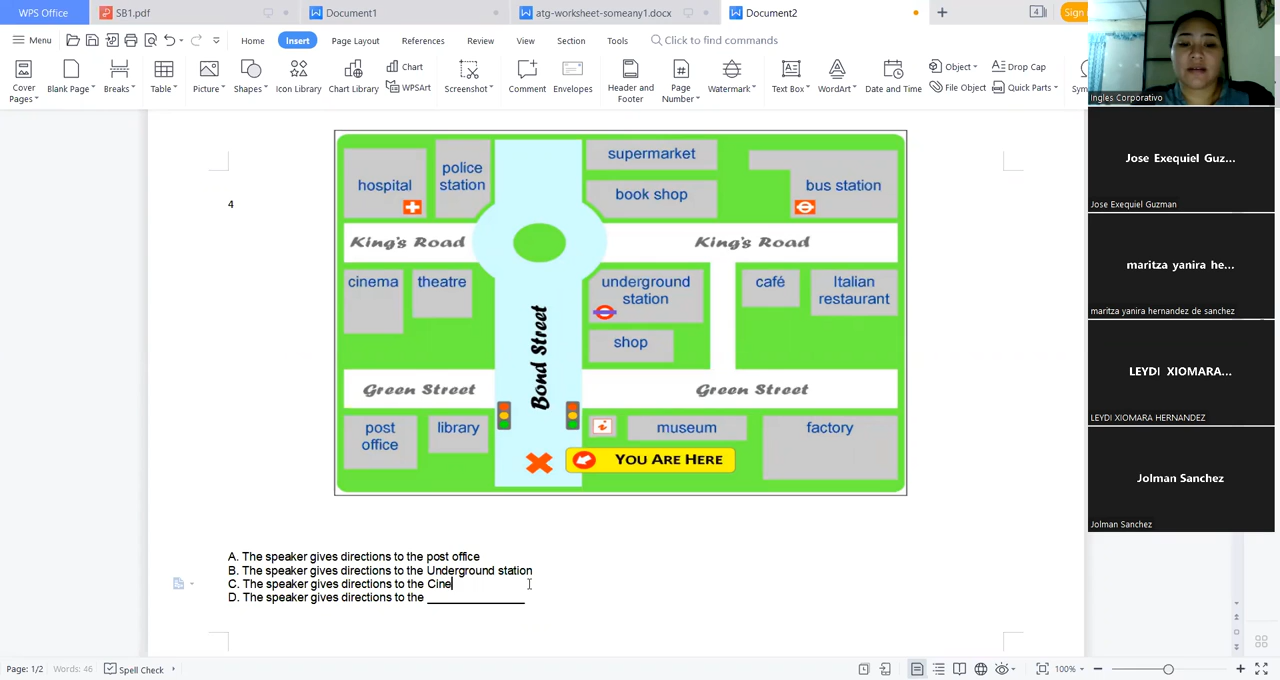 WPS Office
SB1.pdf
Document1
atg-worksheet-someany1.docx
Document2
Sign
Menu
Home
Insert
Page Layout
References
Review
View
Section
Tools
Click to find commands
Cover Pages
Blank Page
Breaks
Table
Picture
Shapes
Icon Library
Chart Library
Chart
WPSArt
Screenshot
Comment
Envelopes
Header and Footer
Page Number
Watermark
Text Box
WordArt
Date and Time
Object
File Object
Drop Cap
Quick Parts
Sym
4
hospital
police station
supermarket
book shop
bus station
King's Road
King's Road
cinema
theatre
underground station
café
Italian restaurant
shop
Bond Street
Green Street
Green Street
post office
library
museum
factory
YOU ARE HERE
A. The speaker gives directions to the post office
B. The speaker gives directions to the Underground station
C. The speaker gives directions to the Cine
D. The speaker gives directions to the _______________
Ingles Corporativo
Jose Exequiel Guz...
Jose Exequiel Guzman
maritza yanira he...
maritza yanira hernandez de sanchez
LEYDI XIOMARA...
LEYDI XIOMARA HERNANDEZ
Jolman Sanchez
Jolman Sanchez
Page: 1/2
Words: 46
Spell Check
100%